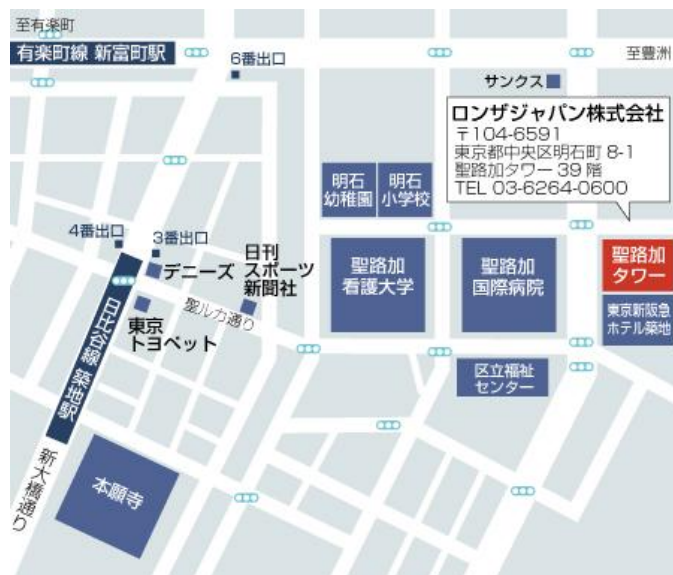 至有楽町
有楽町線 新富町駅
6番出口
至豊洲
サンクス
ロンザジャパン株式会社
〒104-6591
東京都中央区明石町 8-1
聖路加タワー 39 階
TEL 03-6264-0600
明石
幼稚園
明石
小学校
4番出口
3番出口
デニーズ
日刊
スポーツ
新聞社
聖路加
看護大学
聖路加
国際病院
聖路加
タワー
東京新阪急
ホテル築地
東京
トヨペット
聖ルカ通り
日比谷線 築地駅
区立福祉
センター
新大橋通り
本願寺